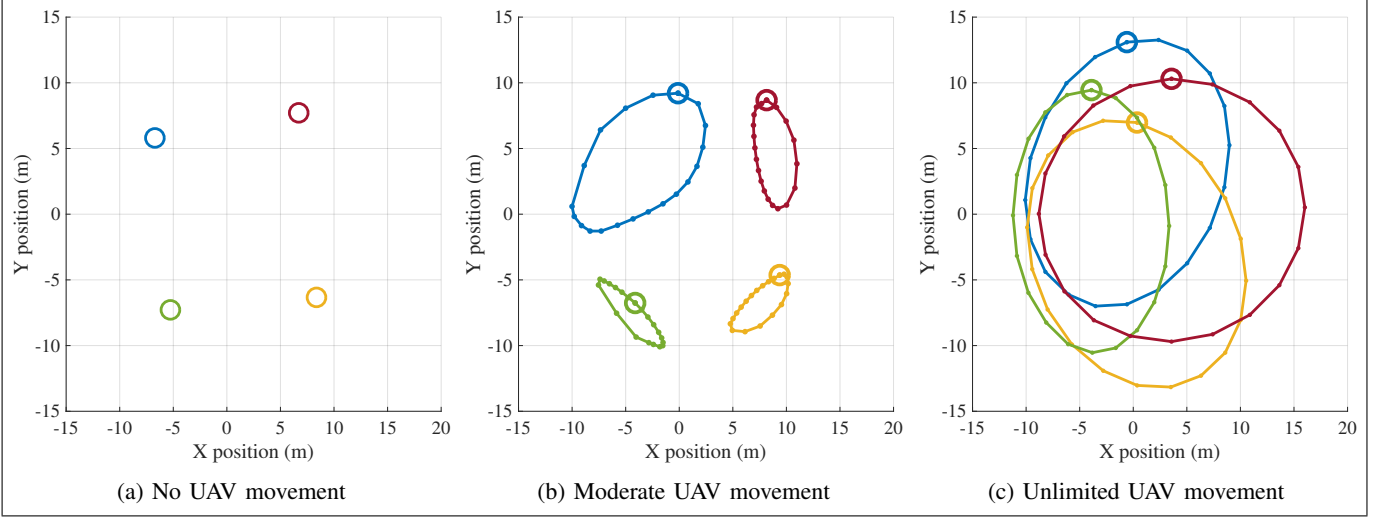 15
10
5
0
-5
-10
-15
-15 -10 -5 0 5 10 15 20
Y position (m)
X position (m)
(a) No UAV movement
15
10
5
0
-5
-10
-15
-15 -10 -5 0 5 10 15 20
Y position (m)
X position (m)
(b) Moderate UAV movement
15
10
5
0
-5
-10
-15
-15 -10 -5 0 5 10 15 20
Y position (m)
X position (m)
(c) Unlimited UAV movement